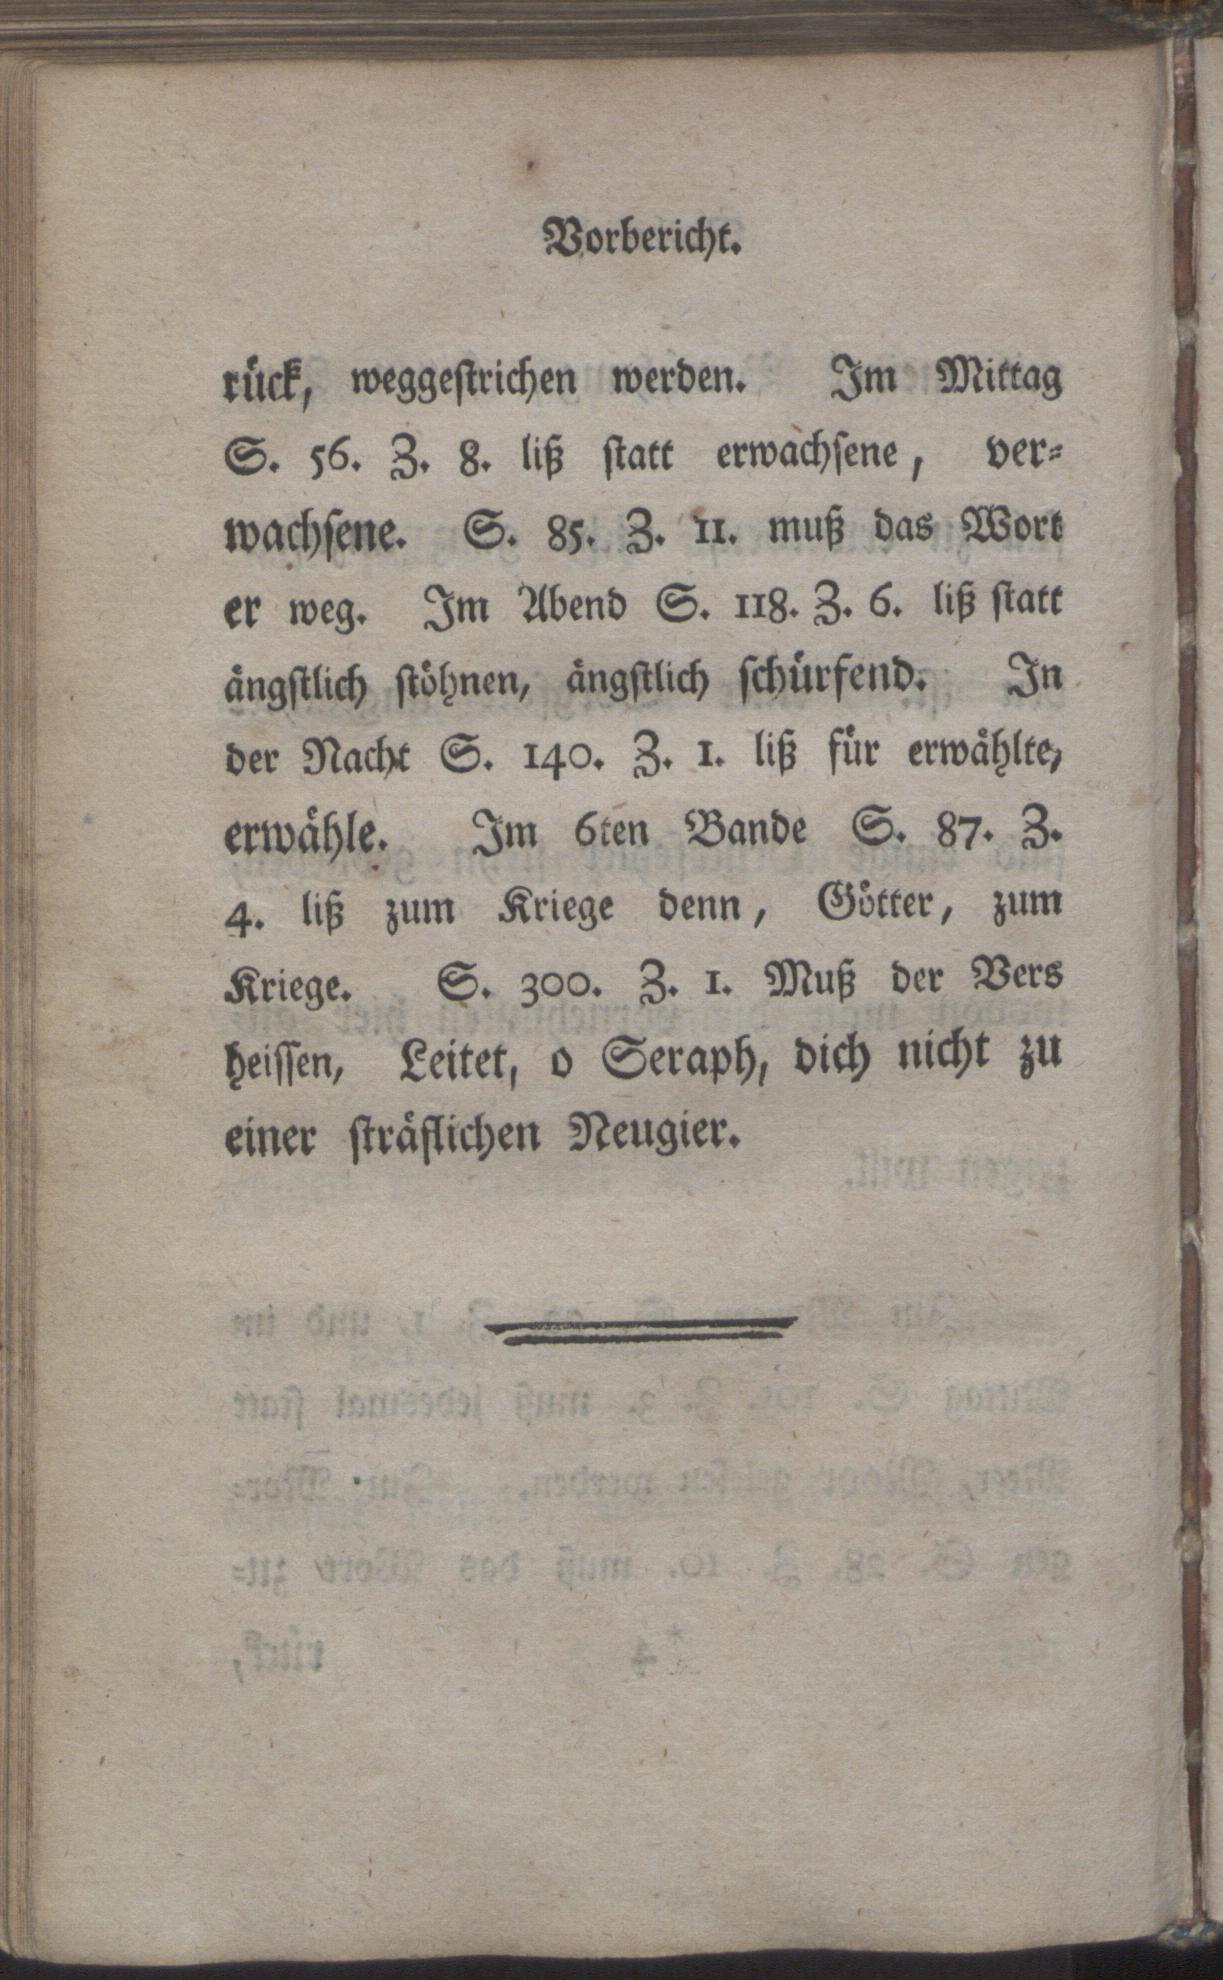 Vorbericht.
rück, weggeſtrichen werden. Im Mittag
S. 56. Z. 8. liß ſtatt erwachſene, ver⸗
wachſene. S. 85. Z. 11. muß das Wort
er weg. Im Abend S. 118. Z. 6. liß ſtatt
ängſtlich ſtöhnen, ängſtlich ſchürfend. In
der Nacht S. 140. Z. 1. liß für erwählte,
erwähle. Im 6ten Bande S. 87. Z.
4. liß zum Kriege denn, Götter, zum
Kriege. S. 300. Z. 1. Muß der Vers
heiſſen, Leitet, o Seraph, dich nicht zu
einer ſträflichen Neugier.